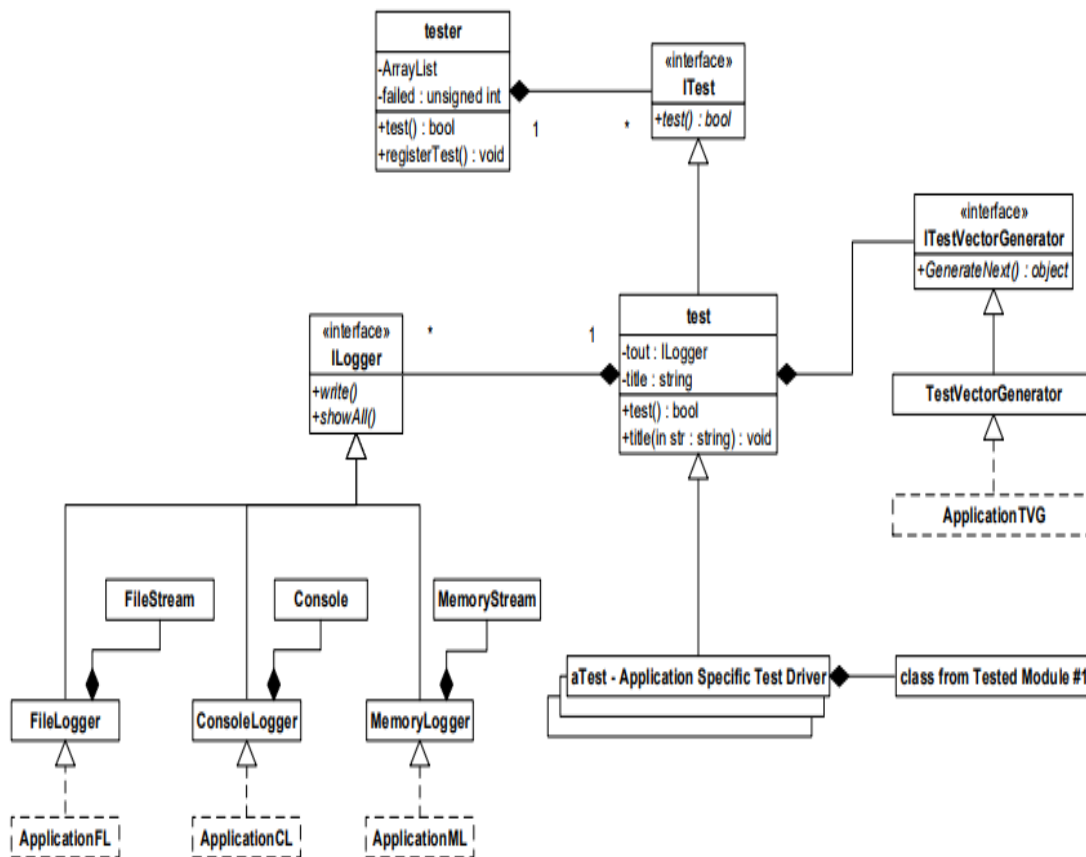 tester
-ArrayList
-failed : unsigned int
+test() : bool
+registerTest() : void
1
*
«interface»
ITest
+test() : bool
«interface»
ITestVectorGenerator
+GenerateNext() : object
«interface»
ILogger
+write()
+showAll()
*
1
test
-tout : ILogger
-title : string
+test() : bool
+title(in str : string) : void
TestVectorGenerator
ApplicationTVG
FileStream
Console
MemoryStream
aTest - Application Specific Test Driver
class from Tested Module #1
FileLogger
ConsoleLogger
MemoryLogger
ApplicationFL
ApplicationCL
ApplicationML